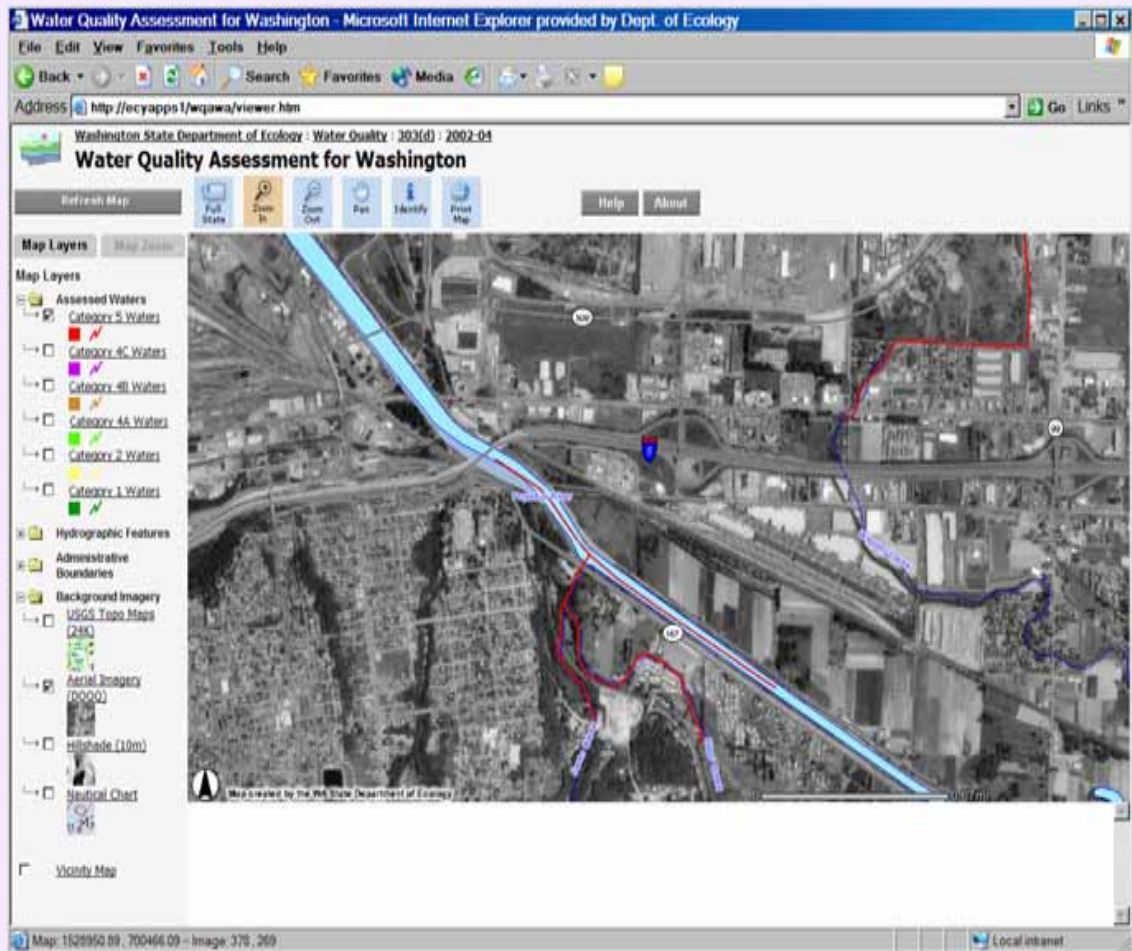 Water Quality Assessment for Washington - Microsoft Internet Explorer provided by Dept. of Ecology
File Edit View Favorites Tools Help
Back Search Favorites Media
Address http://ecyapps1/wqawa/viewer.htm Go Links »
Washington State Department of Ecology : Water Quality : 303(d) : 2002-04
Water Quality Assessment for Washington
Refresh Map Full State Zoom In Zoom Out Pan Identify Print Map Help About
Map Layers Map Zoom
Map Layers
Assessed Waters
Category 5 Waters
Category 4C Waters
Category 4B Waters
Category 4A Waters
Category 2 Waters
Category 1 Waters
Hydrographic Features
Administrative
Boundaries
Background Imagery
USGS Topo Maps
(24K)
Aerial Imagery
(DOQQ)
Hillshade (10m)
Nautical Chart
Vicinity Map
509
99
5
167
Map created by the WA State Department of Ecology
Map: 1528950.89 , 700466.09 -- Image: 378 , 269
Local intranet